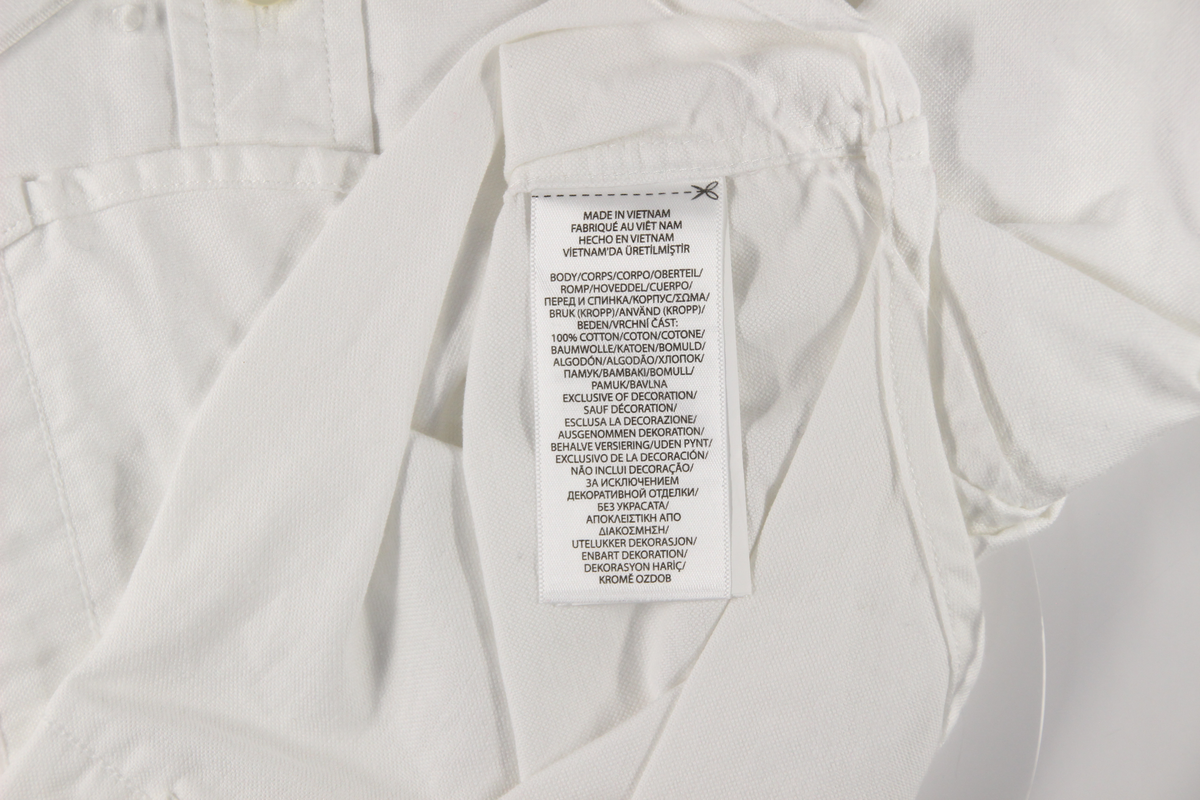 MADE IN VIETNAM
FABRIQUÉ AU VIÊT NAM
HECHO EN VIETNAM
VİETNAM'DA ÜRETİLMİŞTİR
BODY/CORPS/CORPO/OBERTEIL/
ROMP/HOVEDDEL/CUERPO/
ПЕРЕД И СПИНКА/КОРПУС/ΣΩΜΑ/
BRUK (KROPP)/ANVÄND (KROPP)/
BEDEN/VRCHNÍ ČÁST:
100% COTTON/COTON/COTONE/
BAUMWOLLE/KATOEN/BOMULD/
ALGODÓN/ALGODÃO/ХЛОПОК/
ПАМУК/ΒΑΜΒΑΚΙ/BOMULL/
PAMUK/BAVLNA
EXCLUSIVE OF DECORATION/
SAUF DÉCORATION/
ESCLUSA LA DECORAZIONE/
AUSGENOMMEN DEKORATION/
BEHALVE VERSIERING/UDEN PYNT/
EXCLUSIVO DE LA DECORACIÓN/
NÃO INCLUI DECORAÇÃO/
ЗА ИСКЛЮЧЕНИЕМ
ДЕКОРАТИВНОЙ ОТДЕЛКИ/
БЕЗ УКРАСАТА/
ΑΠΟΚΛΕΙΣΤΙΚΗ ΑΠΟ
ΔΙΑΚΟΣΜΗΣΗ/
UTELUKKER DEKORASJON/
ENBART DEKORATION/
DEKORASYON HARİÇ/
KROMĚ OZDOB